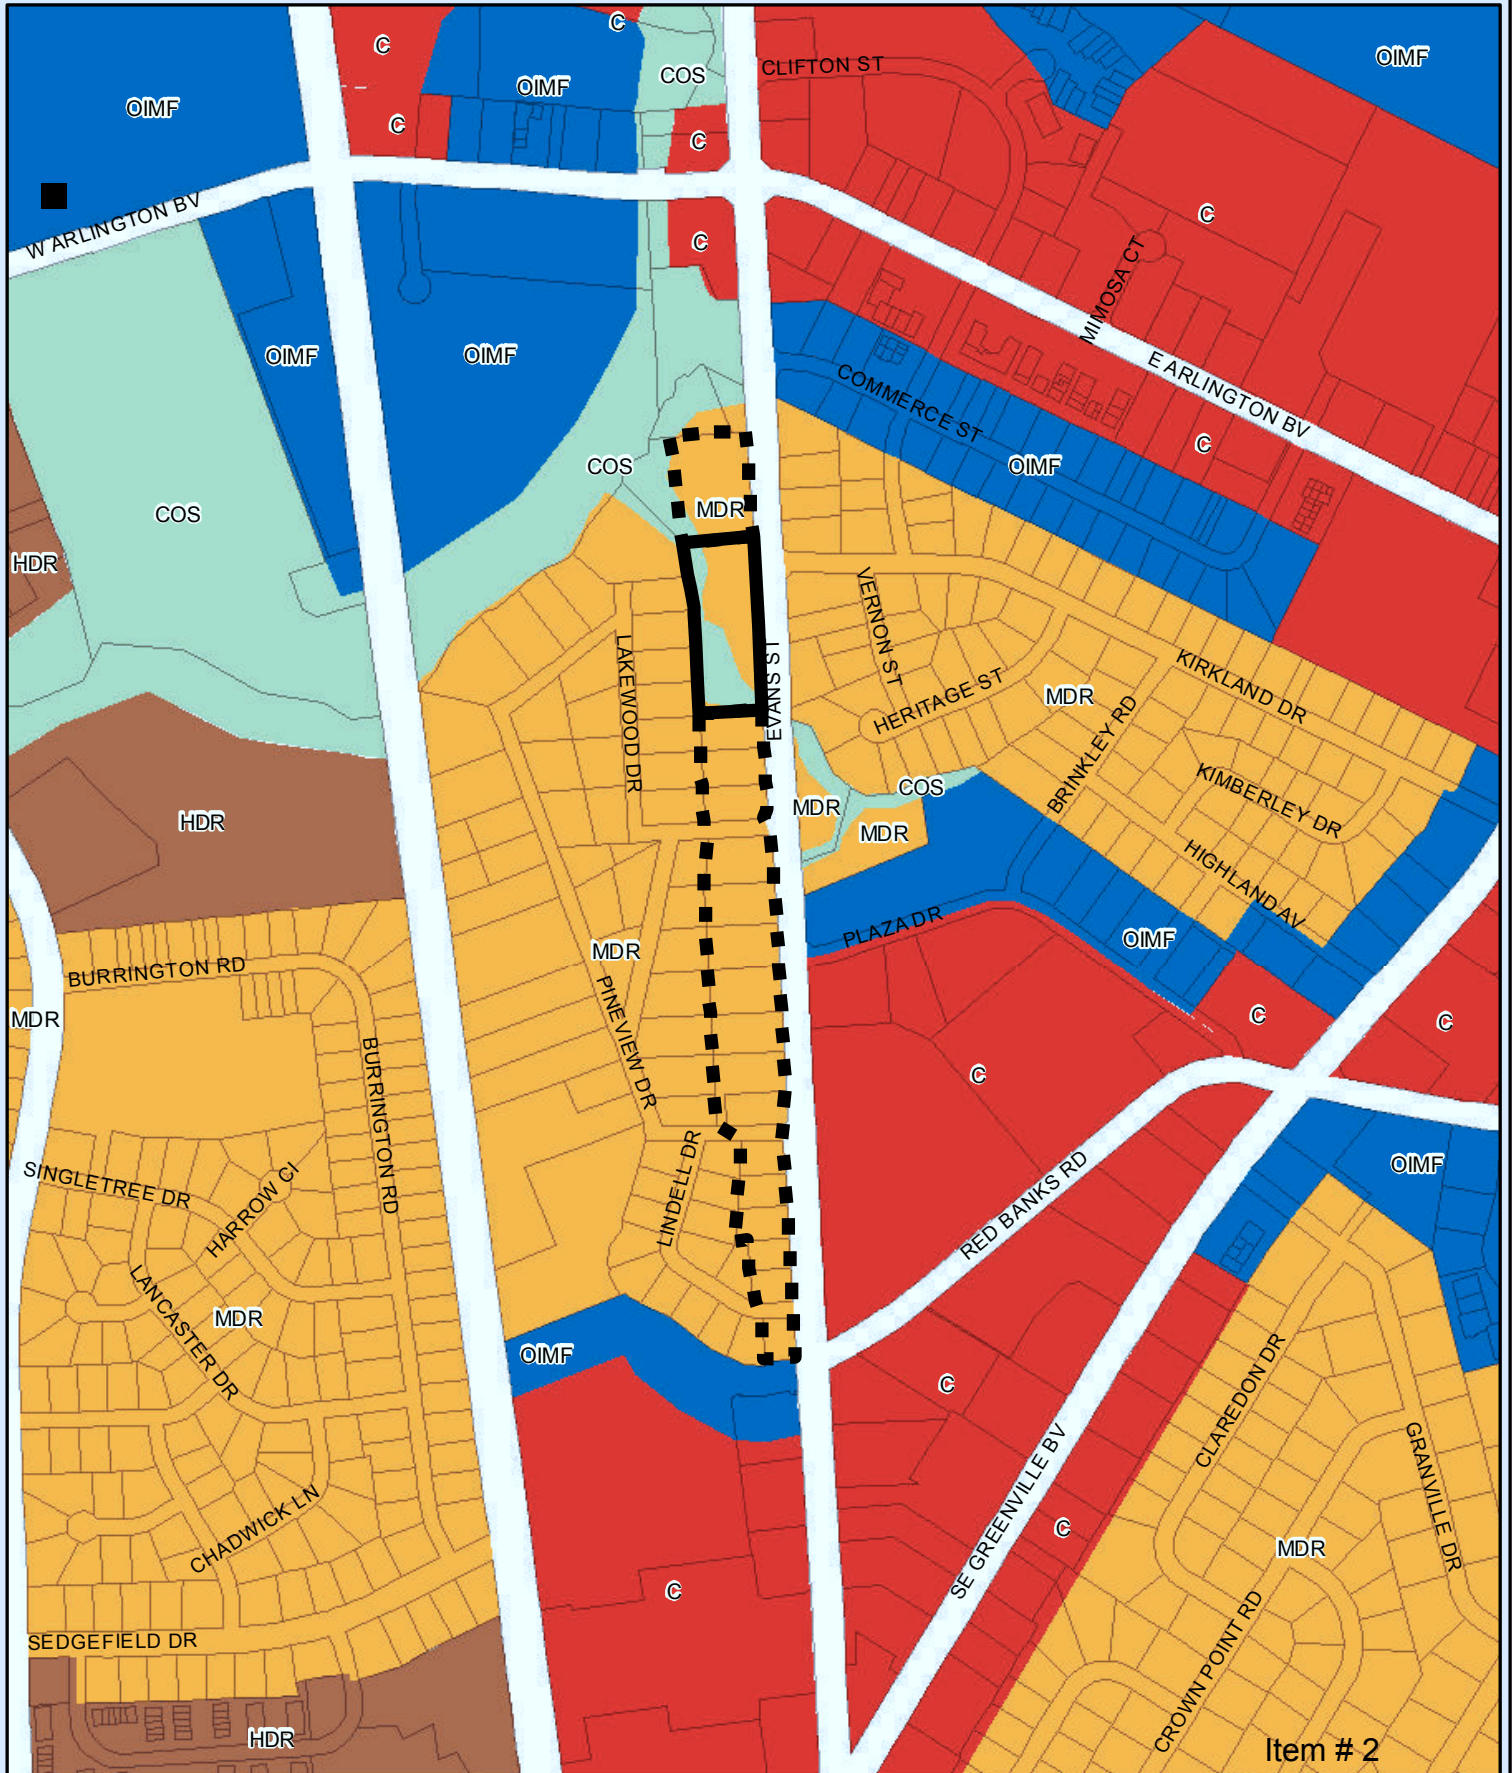 C
C
OIMF
OIMF
COS
CLIFTON ST
OIMF
C
C
W ARLINGTON BV
C
C
MIMOSA CT
OIMF
OIMF
COMMERCE ST
E ARLINGTON BV
C
COS
OIMF
COS
MDR
HDR
VERNON ST
LAKEWOOD DR
EVANS ST
KIRKLAND DR
HERITAGE ST
MDR
BRINKLEY RD
COS
KIMBERLEY DR
MDR
HDR
MDR
HIGHLAND AV
PLAZA DR
OIMF
MDR
BURRINGTON RD
PINEVIEW DR
MDR
C
C
C
BURRINGTON RD
SINGLETREE DR
HARROW CI
LINDELL DR
RED BANKS RD
OIMF
LANCASTER DR
MDR
OIMF
C
CLAREDON DR
GRANVILLE DR
CHADWICK LN
SE GREENVILLE BV
C
MDR
C
SEDGEFIELD DR
CROWN POINT RD
HDR
Item # 2